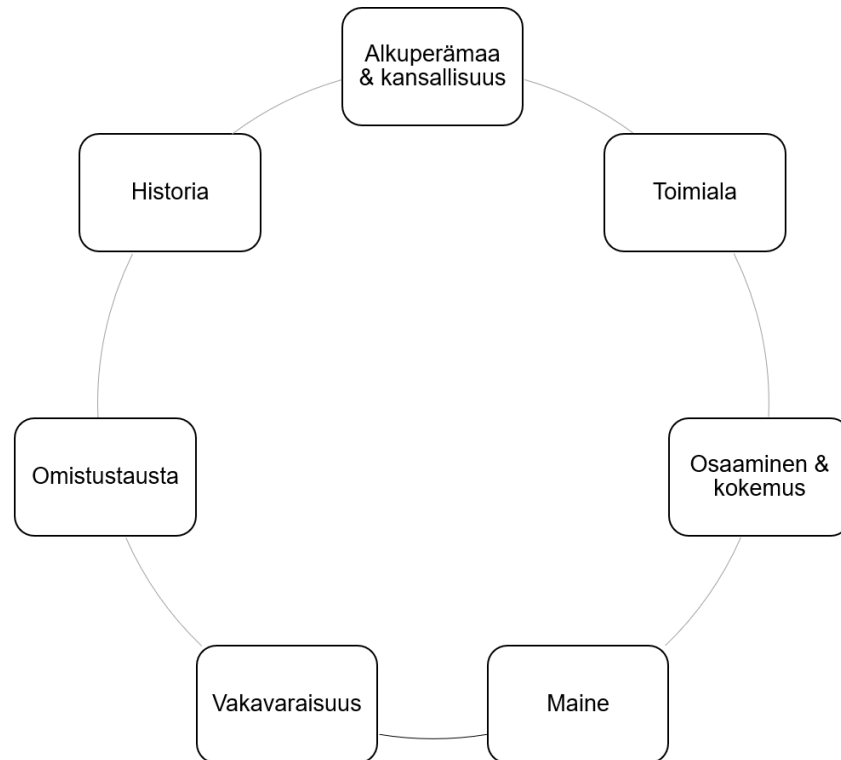 Alkuperämaa
& kansallisuus
Historia
Toimiala
Omistustausta
Osaaminen &
kokemus
Vakavaraisuus
Maine